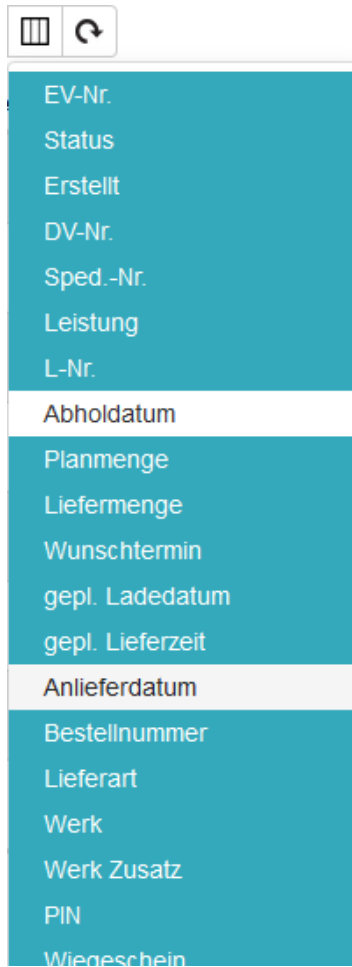 EV-Nr.
Status
Erstellt
DV-Nr.
Sped.-Nr.
Leistung
L-Nr.
Abholdatum
Planmenge
Liefermenge
Wunschtermin
gepl. Ladedatum
gepl. Lieferzeit
Anlieferdatum
Bestellnummer
Lieferart
Werk
Werk Zusatz
PIN
Wiegeschein